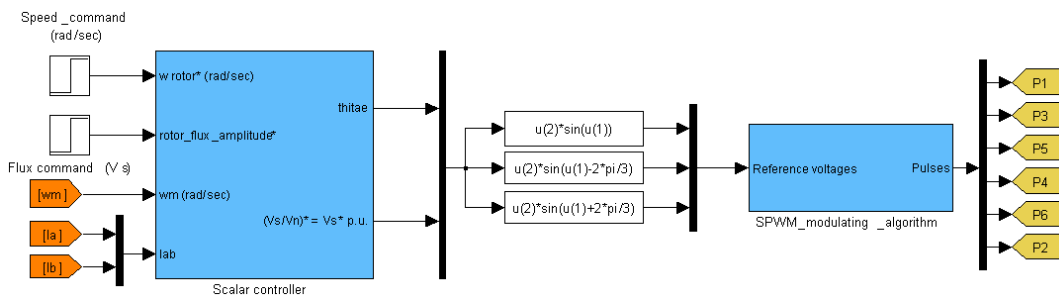 Speed _command
(rad/sec)
w rotor* (rad/sec)
rotor_flux _amplitude*
Flux command (V s)
[wm ]
wm (rad/sec)
[Ia ]
[Ib ]
Iab
thitae
(Vs/Vn)* = Vs* p.u.
Scalar controller
u(2)*sin(u(1))
u(2)*sin(u(1)-2*pi/3)
u(2)*sin(u(1)+2*pi/3)
Reference voltages
Pulses
SPWM_modulating _algorithm
P1
P3
P5
P4
P6
P2